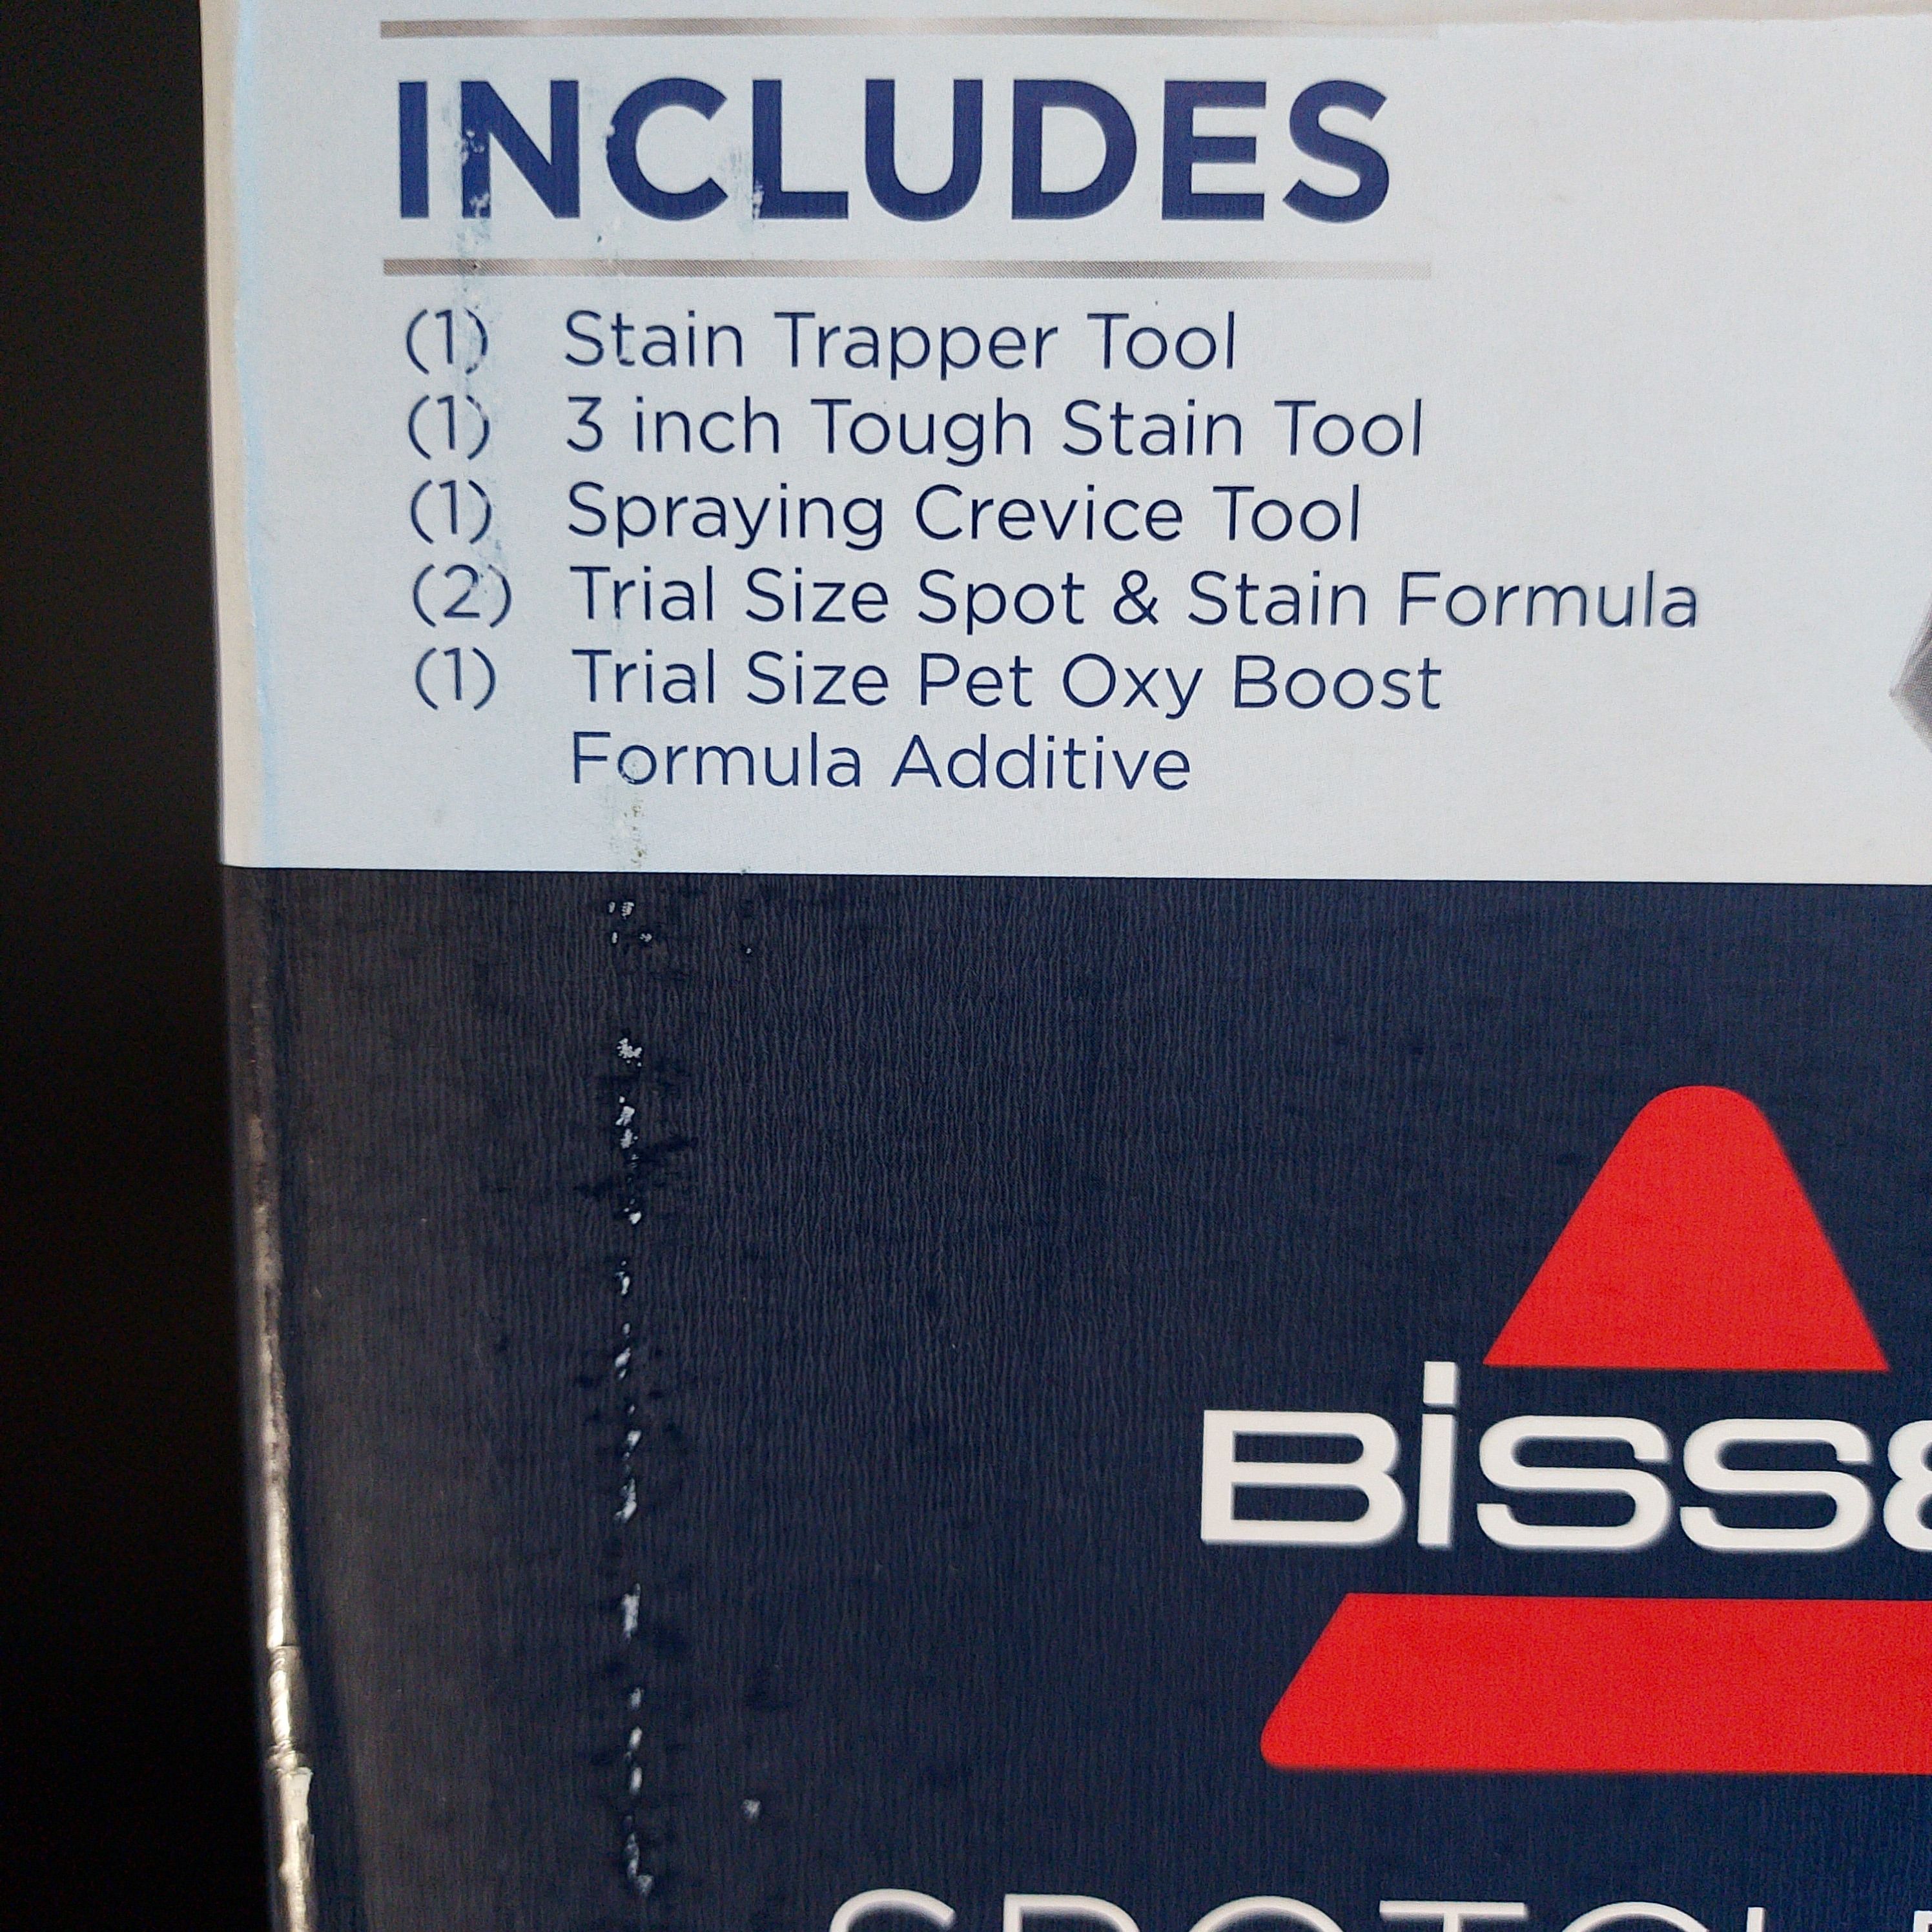 INCLUDES
(1) Stain Trapper Tool
(1) 3 inch Tough Stain Tool
(1) Spraying Crevice Tool
(2) Trial Size Spot & Stain Formula
(1) Trial Size Pet Oxy Boost
Formula Additive